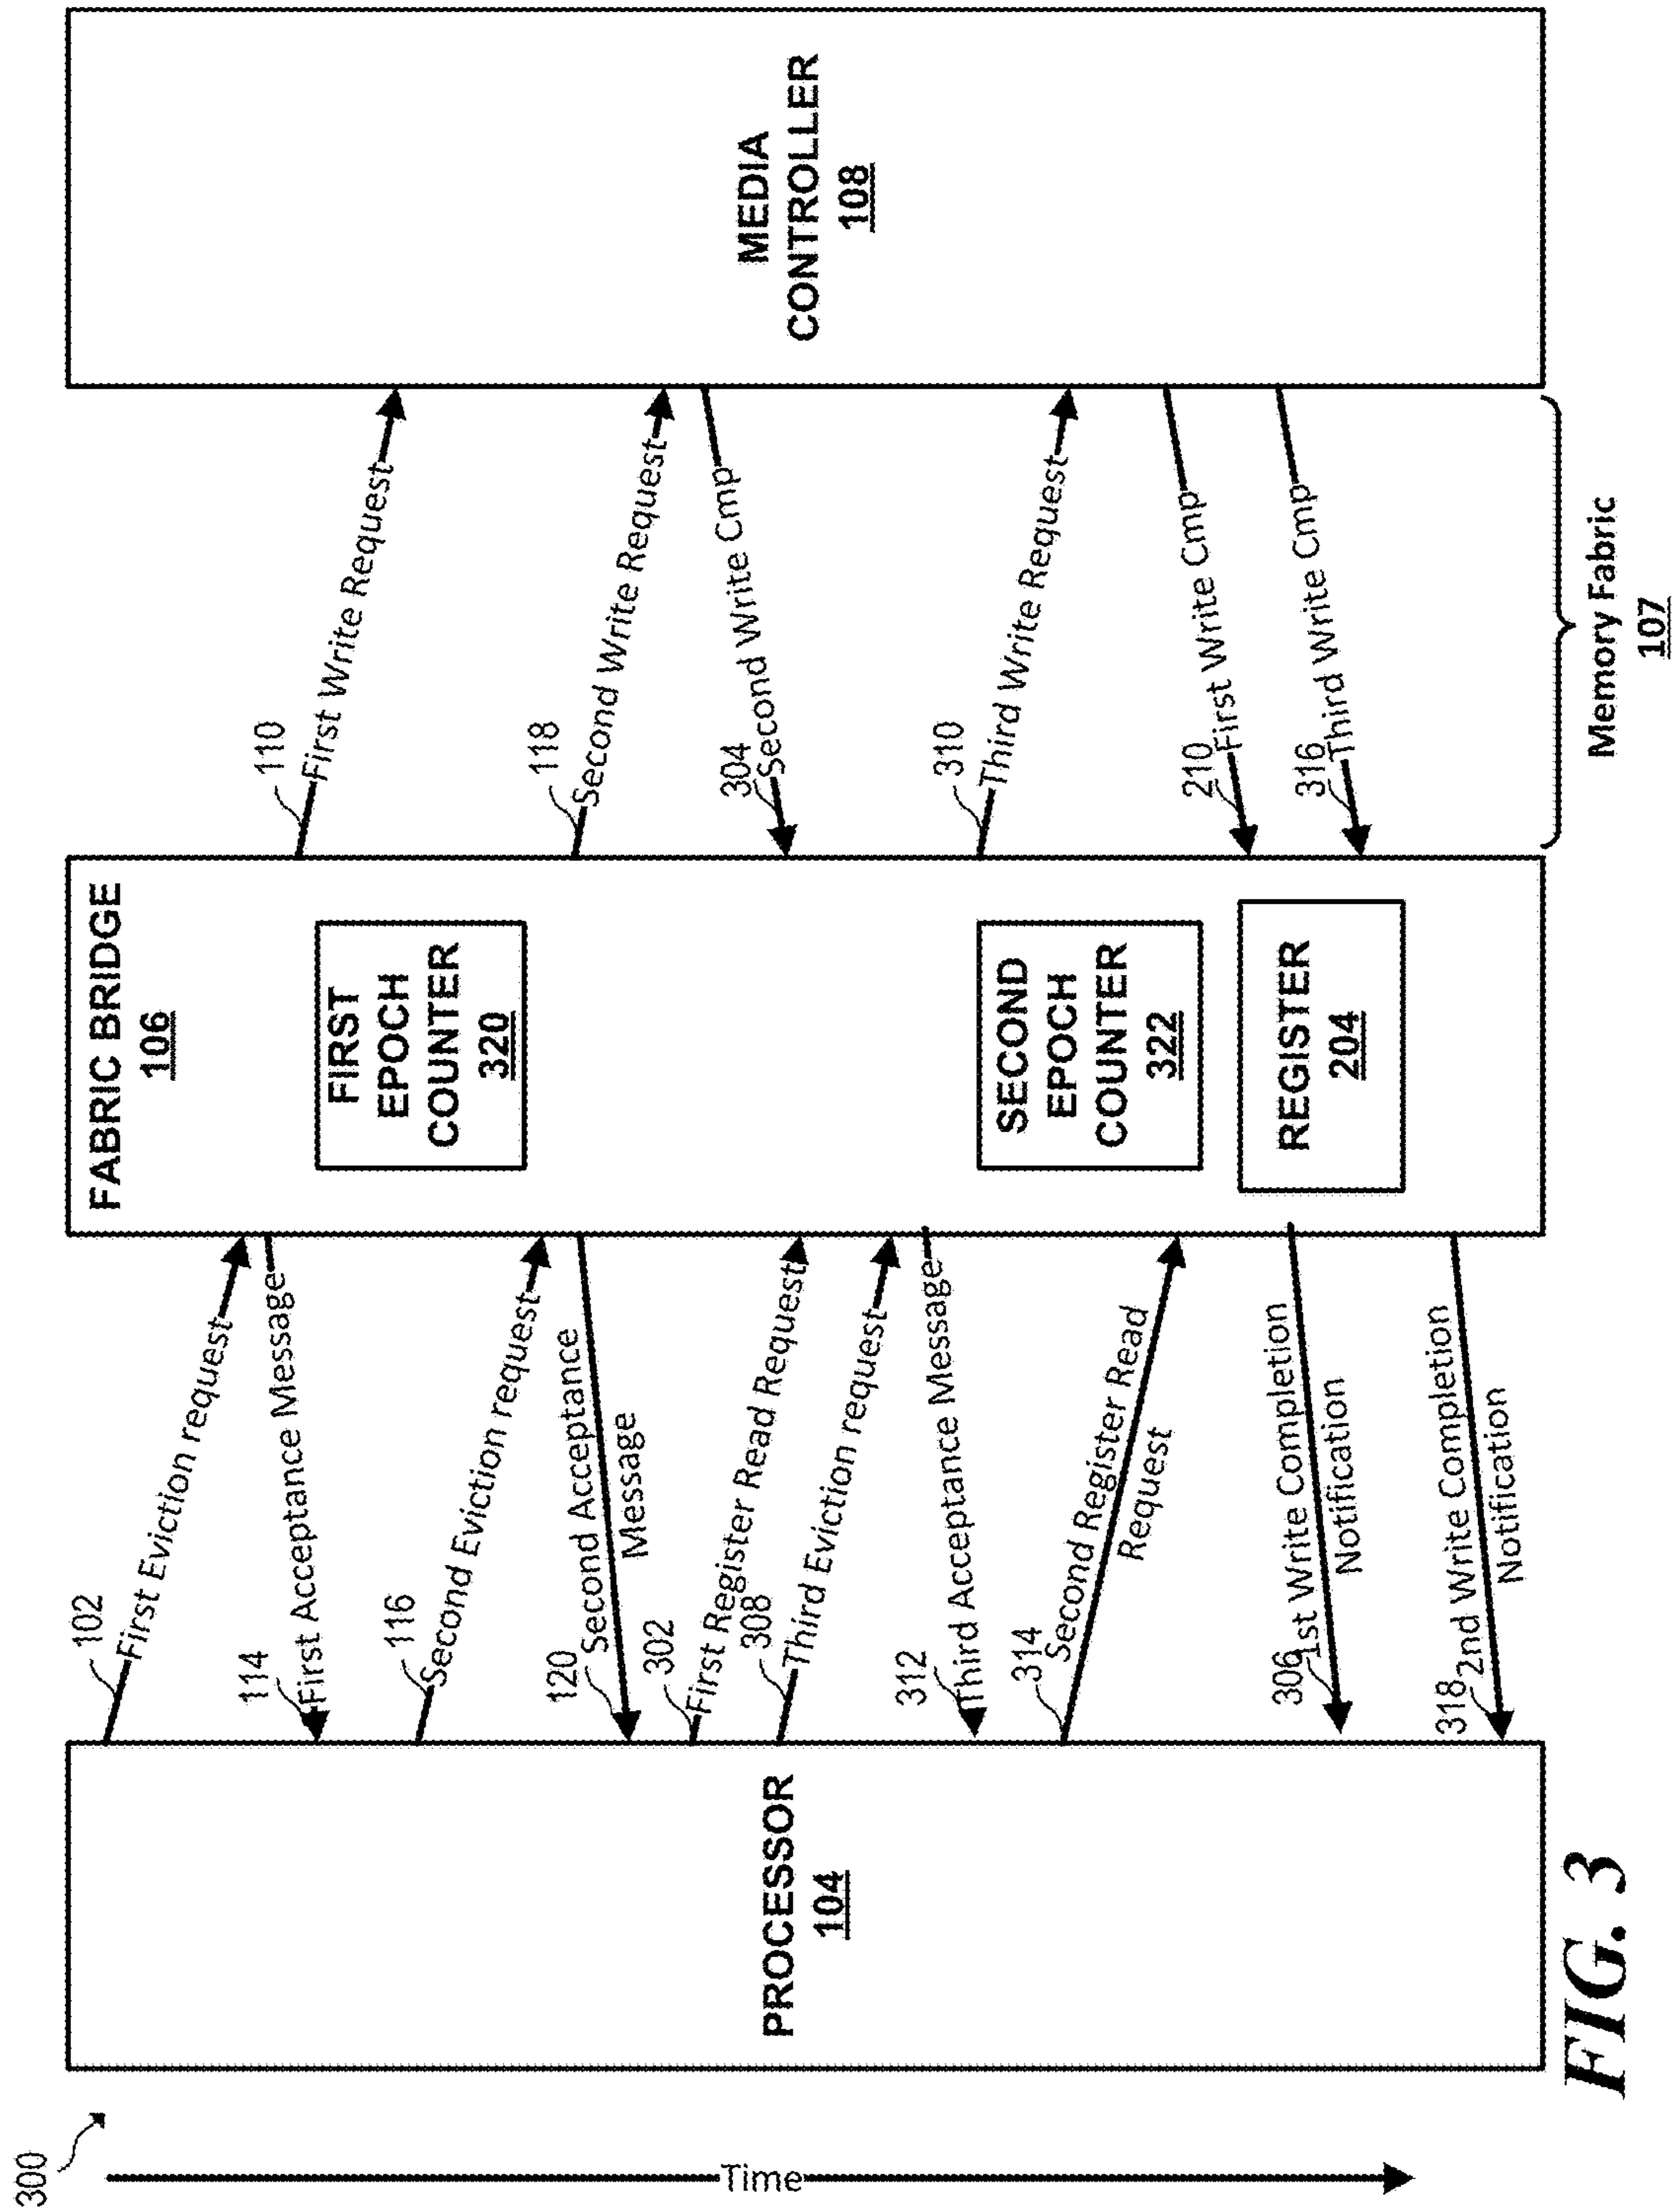 300
Time
PROCESSOR
104
FABRIC BRIDGE
106
FIRST
EPOCH
COUNTER
320
SECOND
EPOCH
COUNTER
322
REGISTER
204
MEDIA
CONTROLLER
108
102
First Eviction request
114
First Acceptance Message
116
Second Eviction request
120
Second Acceptance
Message
302
First Register Read Request
308
Third Eviction request
312
Third Acceptance Message
314
Second Register Read
Request
306
1st Write Completion
Notification
318
2nd Write Completion
Notification
110
First Write Request
118
Second Write Request
304
Second Write Cmp
310
Third Write Request
210
First Write Cmp
316
Third Write Cmp
Memory Fabric
107
FIG. 3